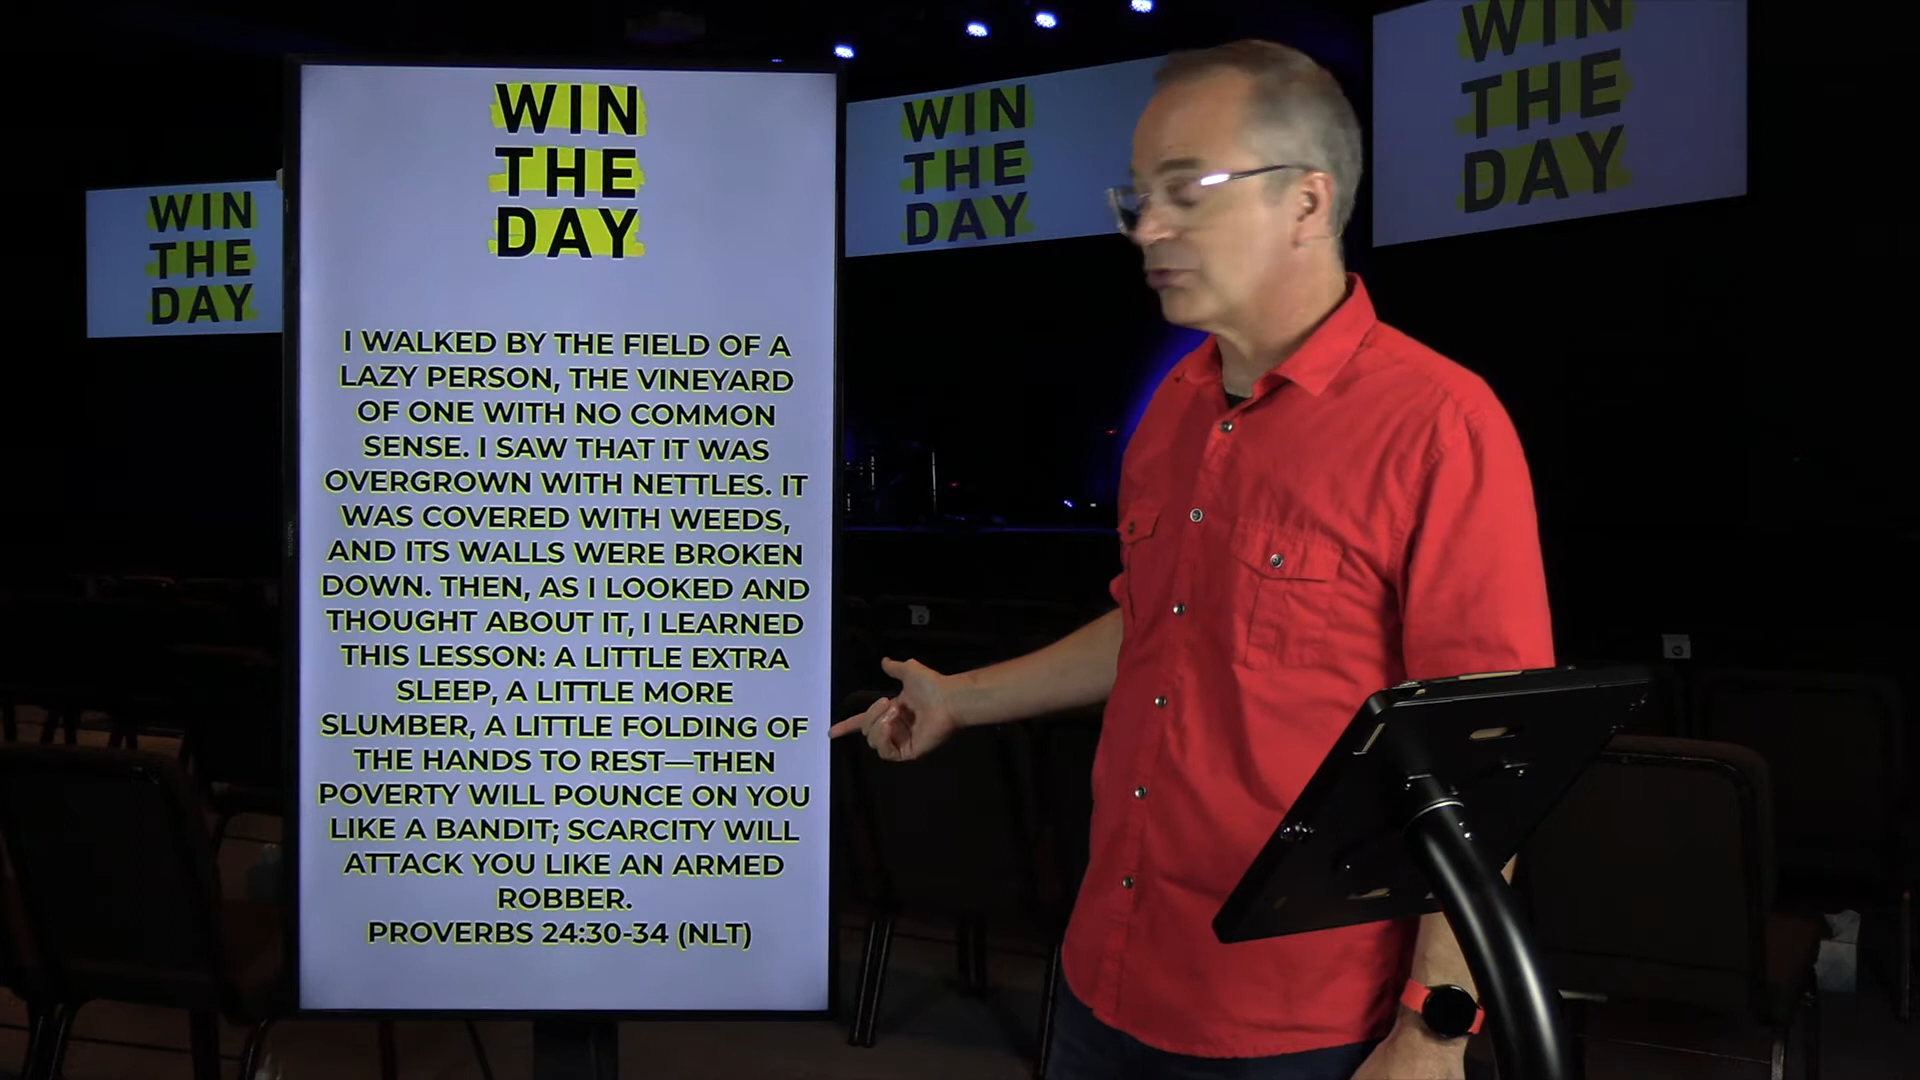 WIN
THE
DAY
I WALKED BY THE FIELD OF A
LAZY PERSON, THE VINEYARD
OF ONE WITH NO COMMON
SENSE. I SAW THAT IT WAS
OVERGROWN WITH NETTLES. IT
WAS COVERED WITH WEEDS,
AND ITS WALLS WERE BROKEN
DOWN. THEN, AS I LOOKED AND
THOUGHT ABOUT IT, I LEARNED
THIS LESSON: A LITTLE EXTRA
SLEEP, A LITTLE MORE
SLUMBER, A LITTLE FOLDING OF
THE HANDS TO REST—THEN
POVERTY WILL POUNCE ON YOU
LIKE A BANDIT; SCARCITY WILL
ATTACK YOU LIKE AN ARMED
ROBBER.
PROVERBS 24:30-34 (NLT)
WIN
THE
DAY
WIN
THE
DAY
WIN
THE
DAY